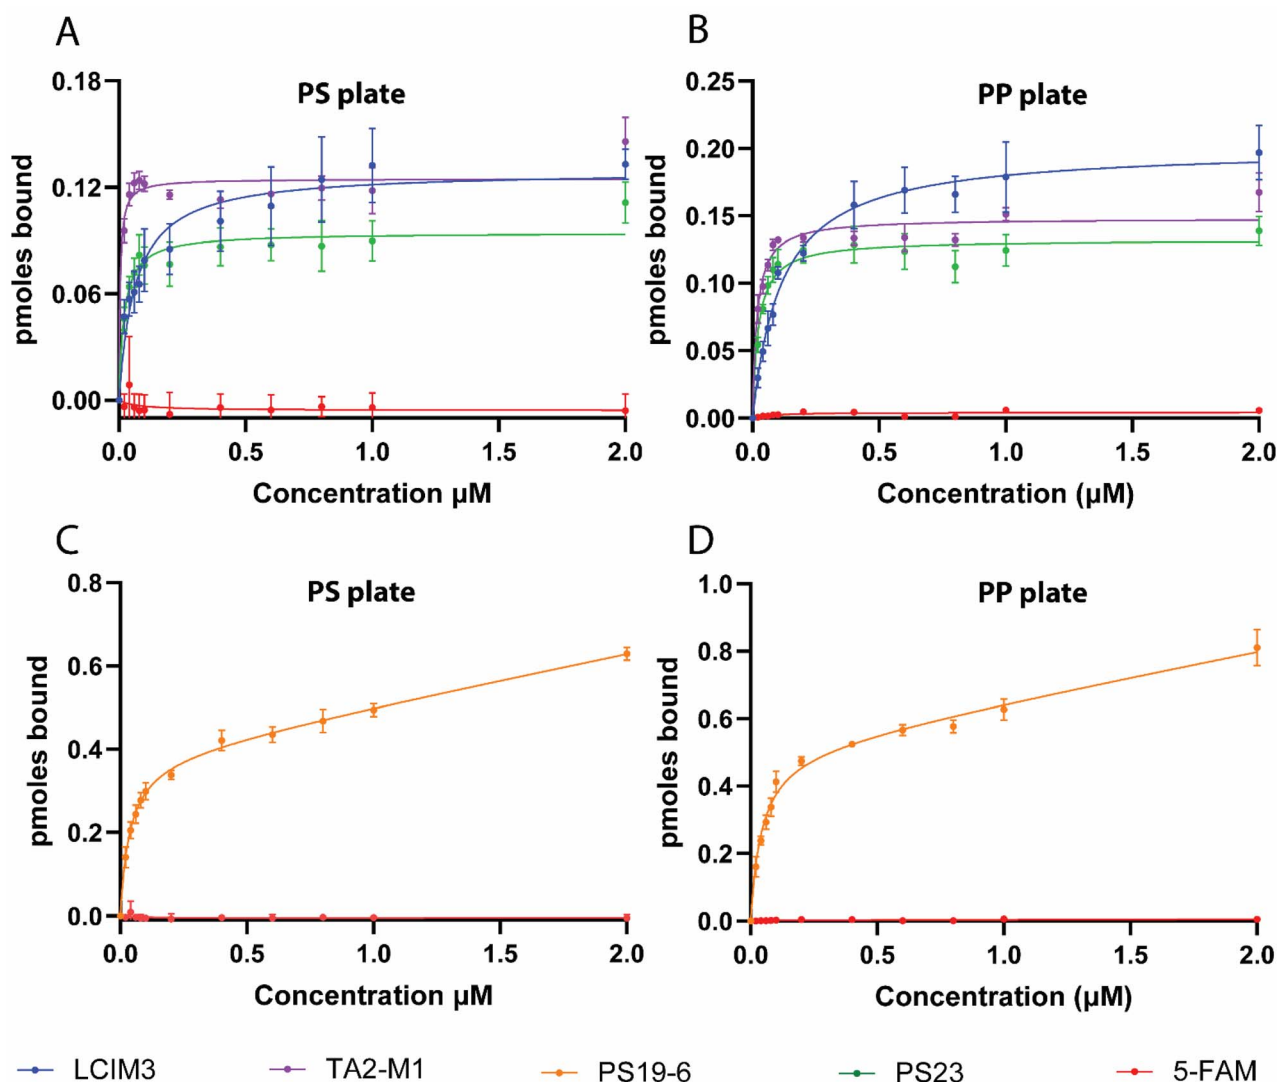 A
PS plate
0.18
0.12
0.06
0.00
pmoles bound
0.0 0.5 1.0 1.5 2.0
Concentration µM
B
PP plate
0.25
0.20
0.15
0.10
0.05
0.00
pmoles bound
0.0 0.5 1.0 1.5 2.0
Concentration (µM)
C
PS plate
0.8
0.6
0.4
0.2
0.0
pmoles bound
0.0 0.5 1.0 1.5 2.0
Concentration µM
D
PP plate
1.0
0.8
0.6
0.4
0.2
0.0
pmoles bound
0.0 0.5 1.0 1.5 2.0
Concentration (µM)
LCIM3 TA2-M1 PS19-6 PS23 5-FAM